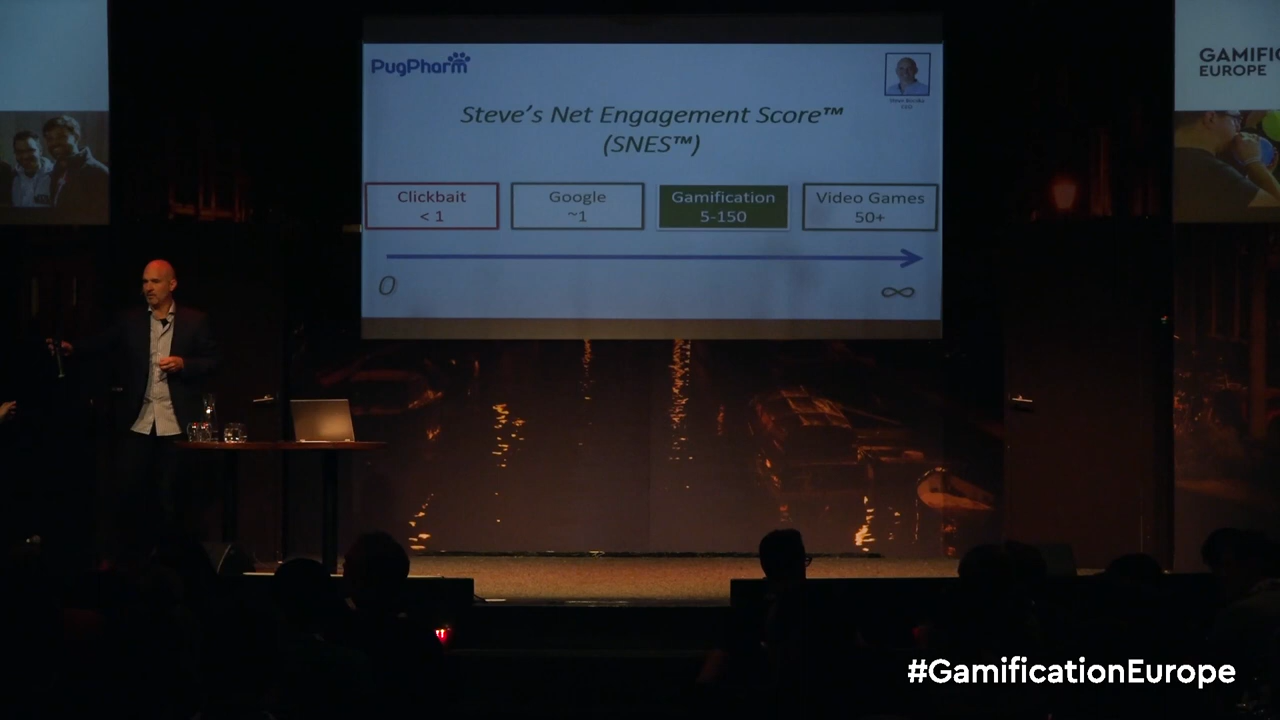 PugPharm
Steve's Net Engagement Score™
(SNES™)
Clickbait
< 1
Google
~1
Gamification
5-150
Video Games
50+
0
∞
GAMIFIC
EUROPE
#GamificationEurope